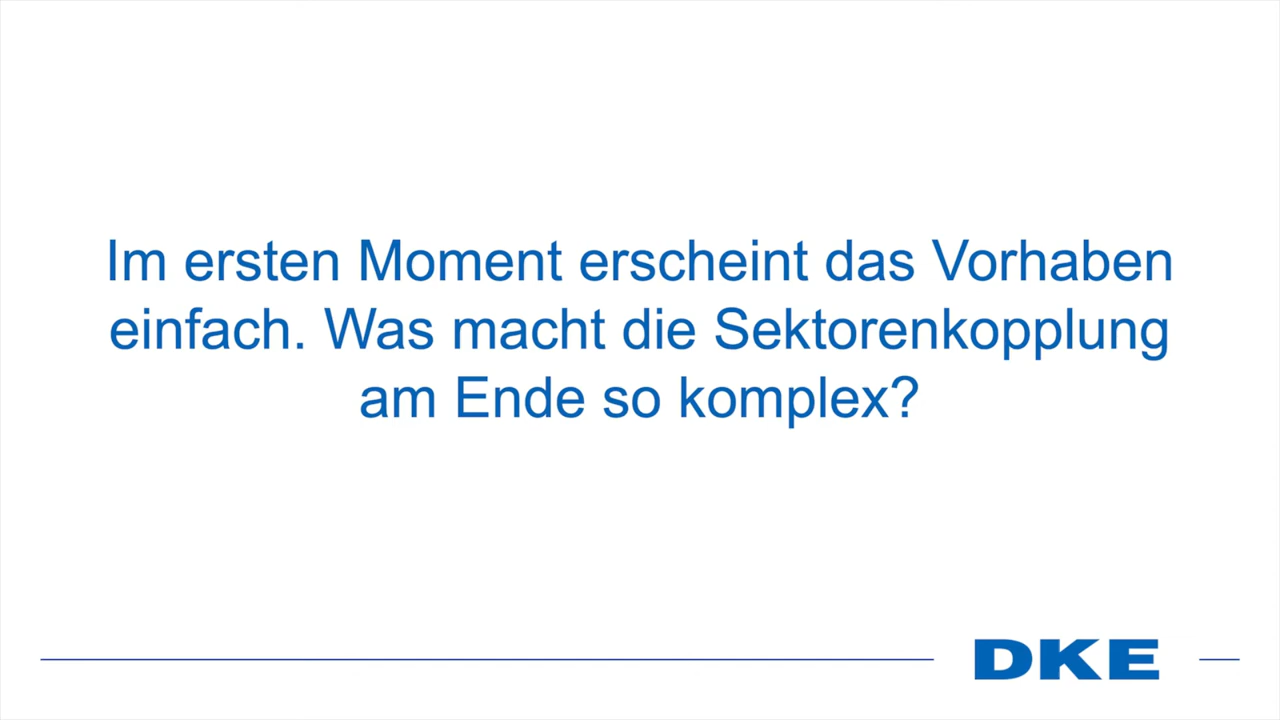 Im ersten Moment erscheint das Vorhaben
einfach. Was macht die Sektorenkopplung
am Ende so komplex?
DKE